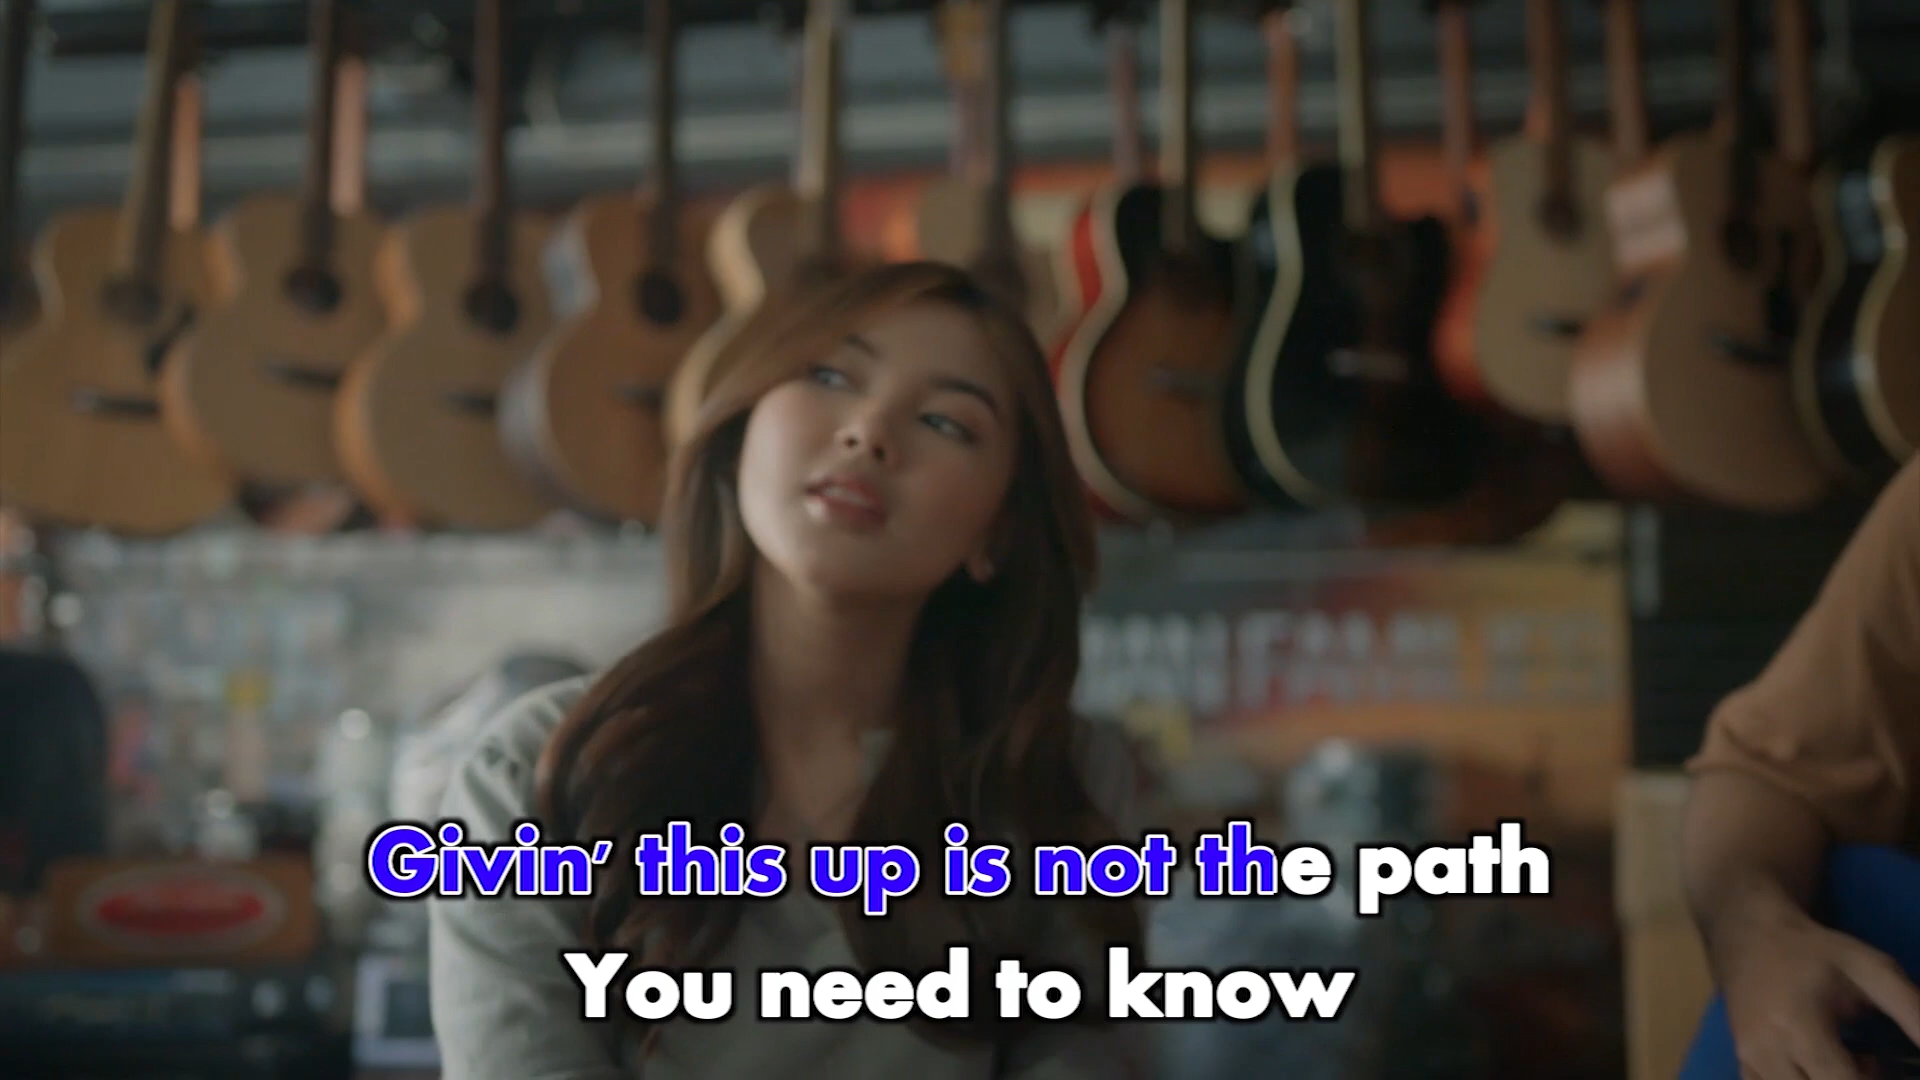 Givin' this up is not the path
You need to know